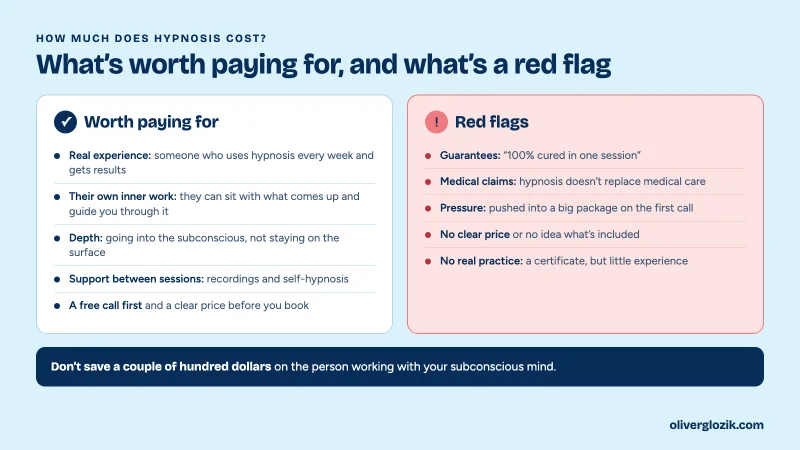 HOW MUCH DOES HYPNOSIS COST?
What's worth paying for, and what's a red flag
✓ Worth paying for
Real experience: someone who uses hypnosis every week and
gets results
Their own inner work: they can sit with what comes up and
guide you through it
Depth: going into the subconscious, not staying on the
surface
Support between sessions: recordings and self-hypnosis
A free call first and a clear price before you book
! Red flags
Guarantees: “100% cured in one session”
Medical claims: hypnosis doesn't replace medical care
Pressure: pushed into a big package on the first call
No clear price or no idea what's included
No real practice: a certificate, but little experience
Don't save a couple of hundred dollars on the person working with your subconscious mind.
oliverglozik.com